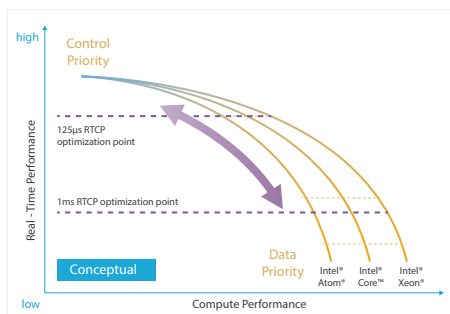 high
Control
Priority
125µs RTCP
optimization point
1ms RTCP optimization point
Real - Time Performance
Data
Priority
Conceptual
Intel®
Atom®
Intel®
Core™
Intel®
Xeon®
low
Compute Performance